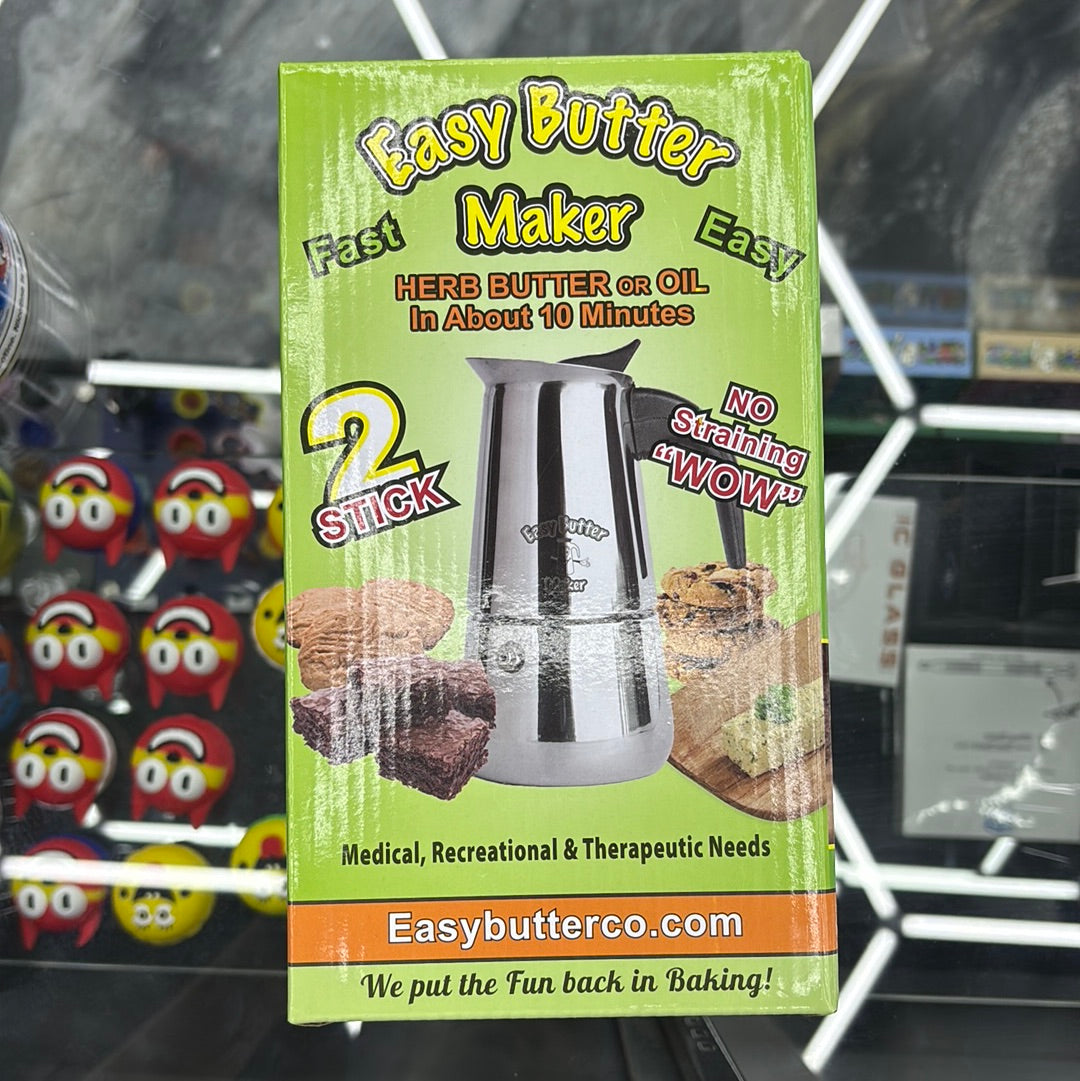 Easy Butter
Maker
Fast
Easy
HERB BUTTER OR OIL
In About 10 Minutes
2
STICK
NO
Straining
"WOW"
Easy Butter
Maker
Medical, Recreational & Therapeutic Needs
Easybutterco.com
We put the Fun back in Baking!
GLASS